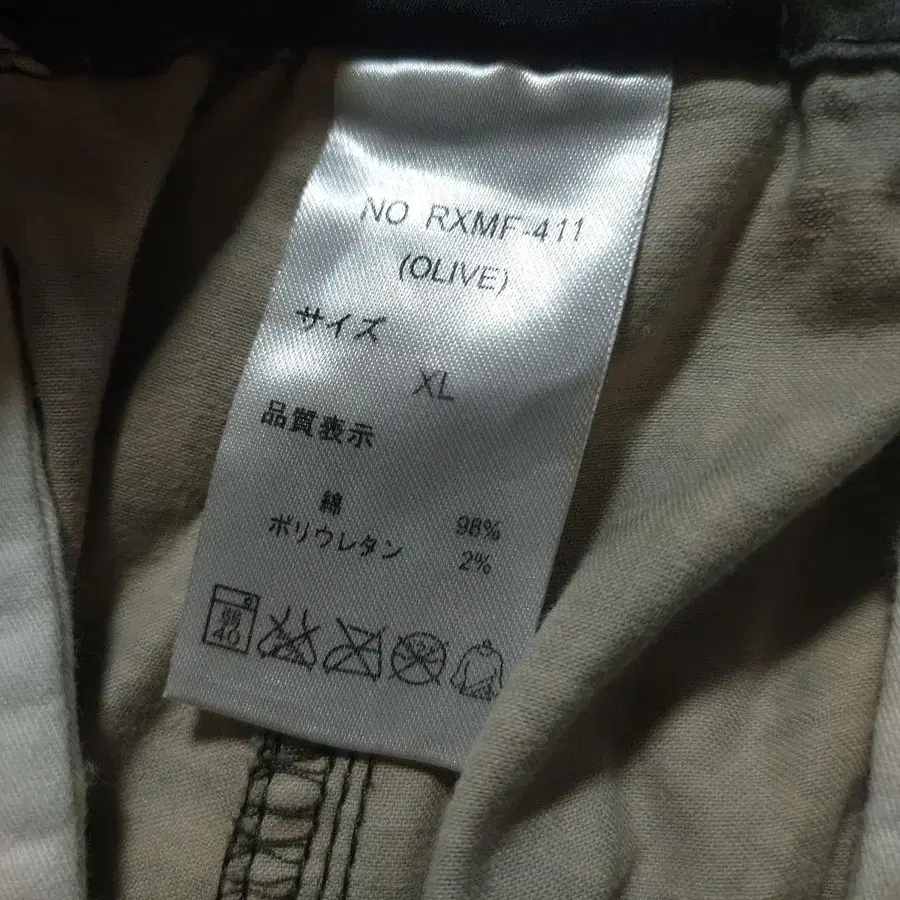 NO RXMF-411
(OLIVE)
サイズ
XL
品質表示
綿 98%
ポリウレタン 2%
40